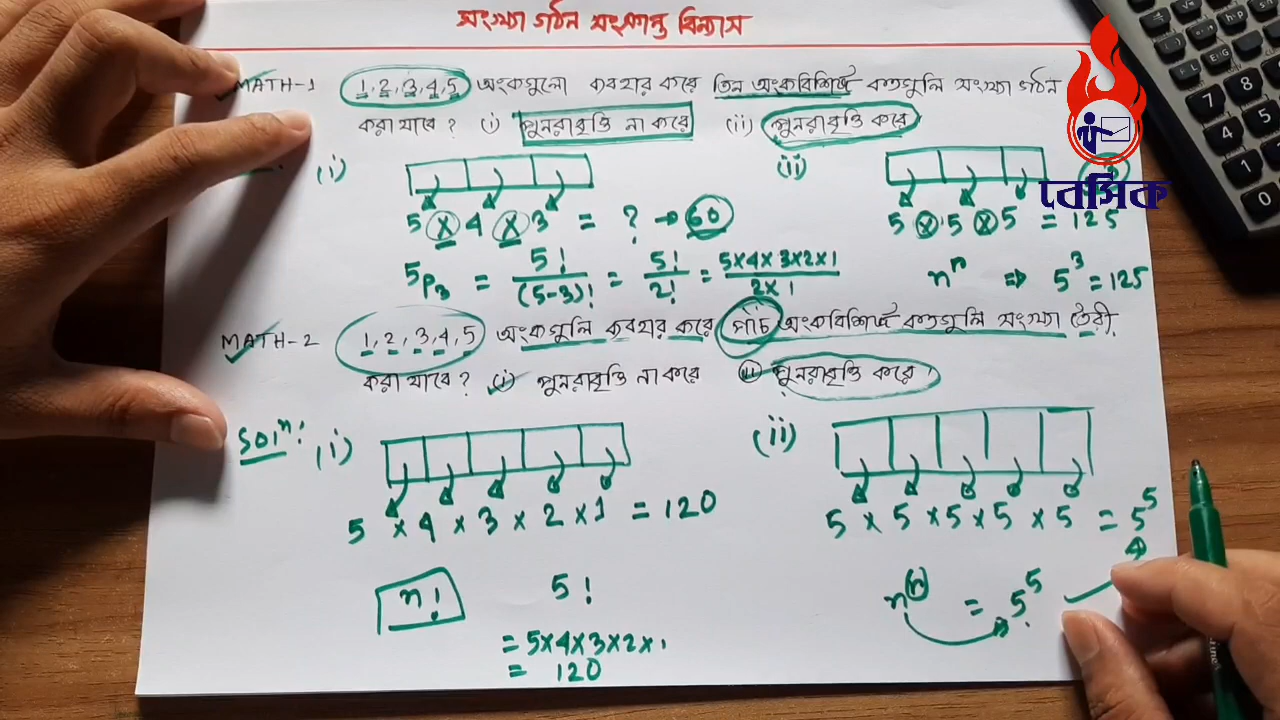 সংখ্যা গঠন সংক্রান্ত বিন্যাস
MATH-1 1,2,3,4,5 অংকগুলো ব্যবহার করে তিন অংকবিশিষ্ট কতগুলি সংখ্যা গঠন
করা যাবে? (i) পুনরাবৃত্তি না করে (ii) পুনরাবৃত্তি করে
(i) (ii)
বেসিক
5 × 4 × 3 = ? → 60 5 × 5 × 5 = 125
5P3 = 5!/(5-3)! = 5!/2! = 5×4×3×2×1/2×1 n^r ⇒ 5^3 = 125
MATH-2 1,2,3,4,5 অংকগুলি ব্যবহার করে পাঁচ অংকবিশিষ্ট কতগুলি সংখ্যা তৈরী
করা যাবে? (i) পুনরাবৃত্তি না করে (ii) পুনরাবৃত্তি করে।
Sol^n: (i) (ii)
5 × 4 × 3 × 2 × 1 = 120 5 × 5 × 5 × 5 × 5 = 5^5
n! 5! n^r = 5^5
= 5×4×3×2×1
= 120